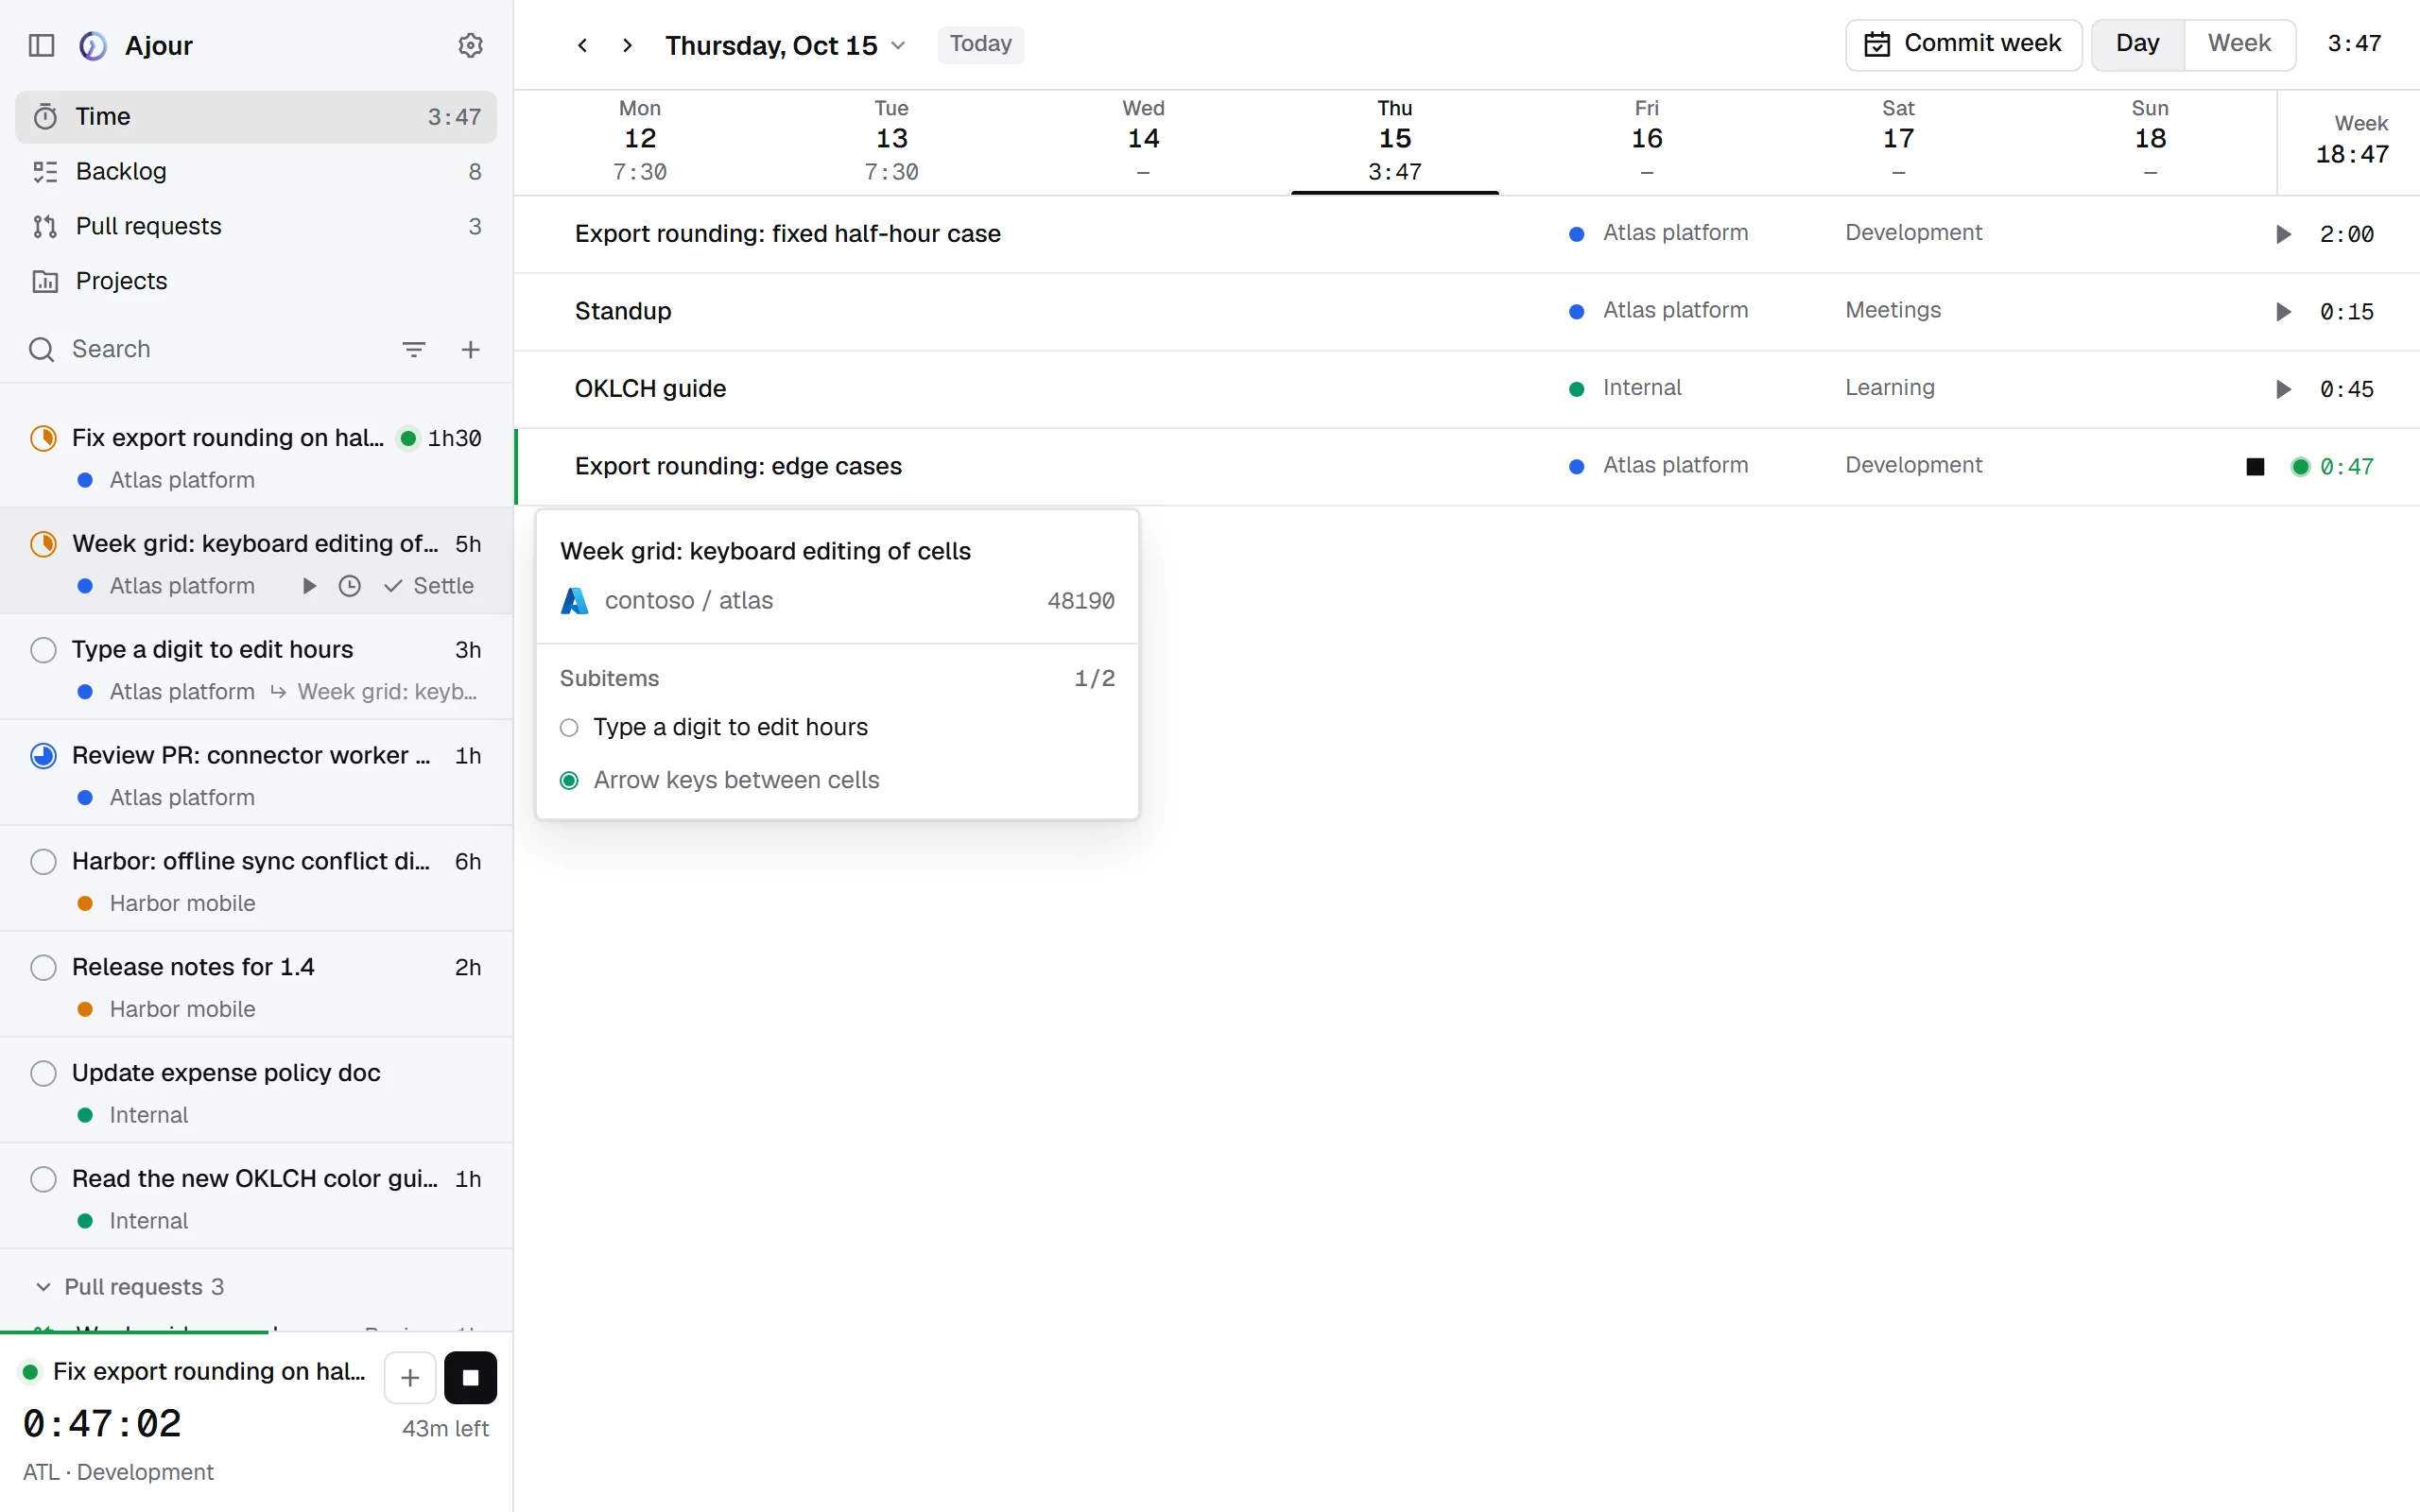 Ajour
Time 3:47
Backlog 8
Pull requests 3
Projects
Search
Fix export rounding on hal... 1h30
Atlas platform
Week grid: keyboard editing of... 5h
Atlas platform Settle
Type a digit to edit hours 3h
Atlas platform Week grid: keyb...
Review PR: connector worker ... 1h
Atlas platform
Harbor: offline sync conflict di... 6h
Harbor mobile
Release notes for 1.4 2h
Harbor mobile
Update expense policy doc
Internal
Read the new OKLCH color gui... 1h
Internal
Pull requests 3
Fix export rounding on hal...
0:47:02 43m left
ATL · Development
Thursday, Oct 15 Today Commit week Day Week 3:47
Mon Tue Wed Thu Fri Sat Sun Week
12 13 14 15 16 17 18 18:47
7:30 7:30 – 3:47 – – –
Export rounding: fixed half-hour case Atlas platform Development 2:00
Standup Atlas platform Meetings 0:15
OKLCH guide Internal Learning 0:45
Export rounding: edge cases Atlas platform Development 0:47
Week grid: keyboard editing of cells
contoso / atlas 48190
Subitems 1/2
Type a digit to edit hours
Arrow keys between cells